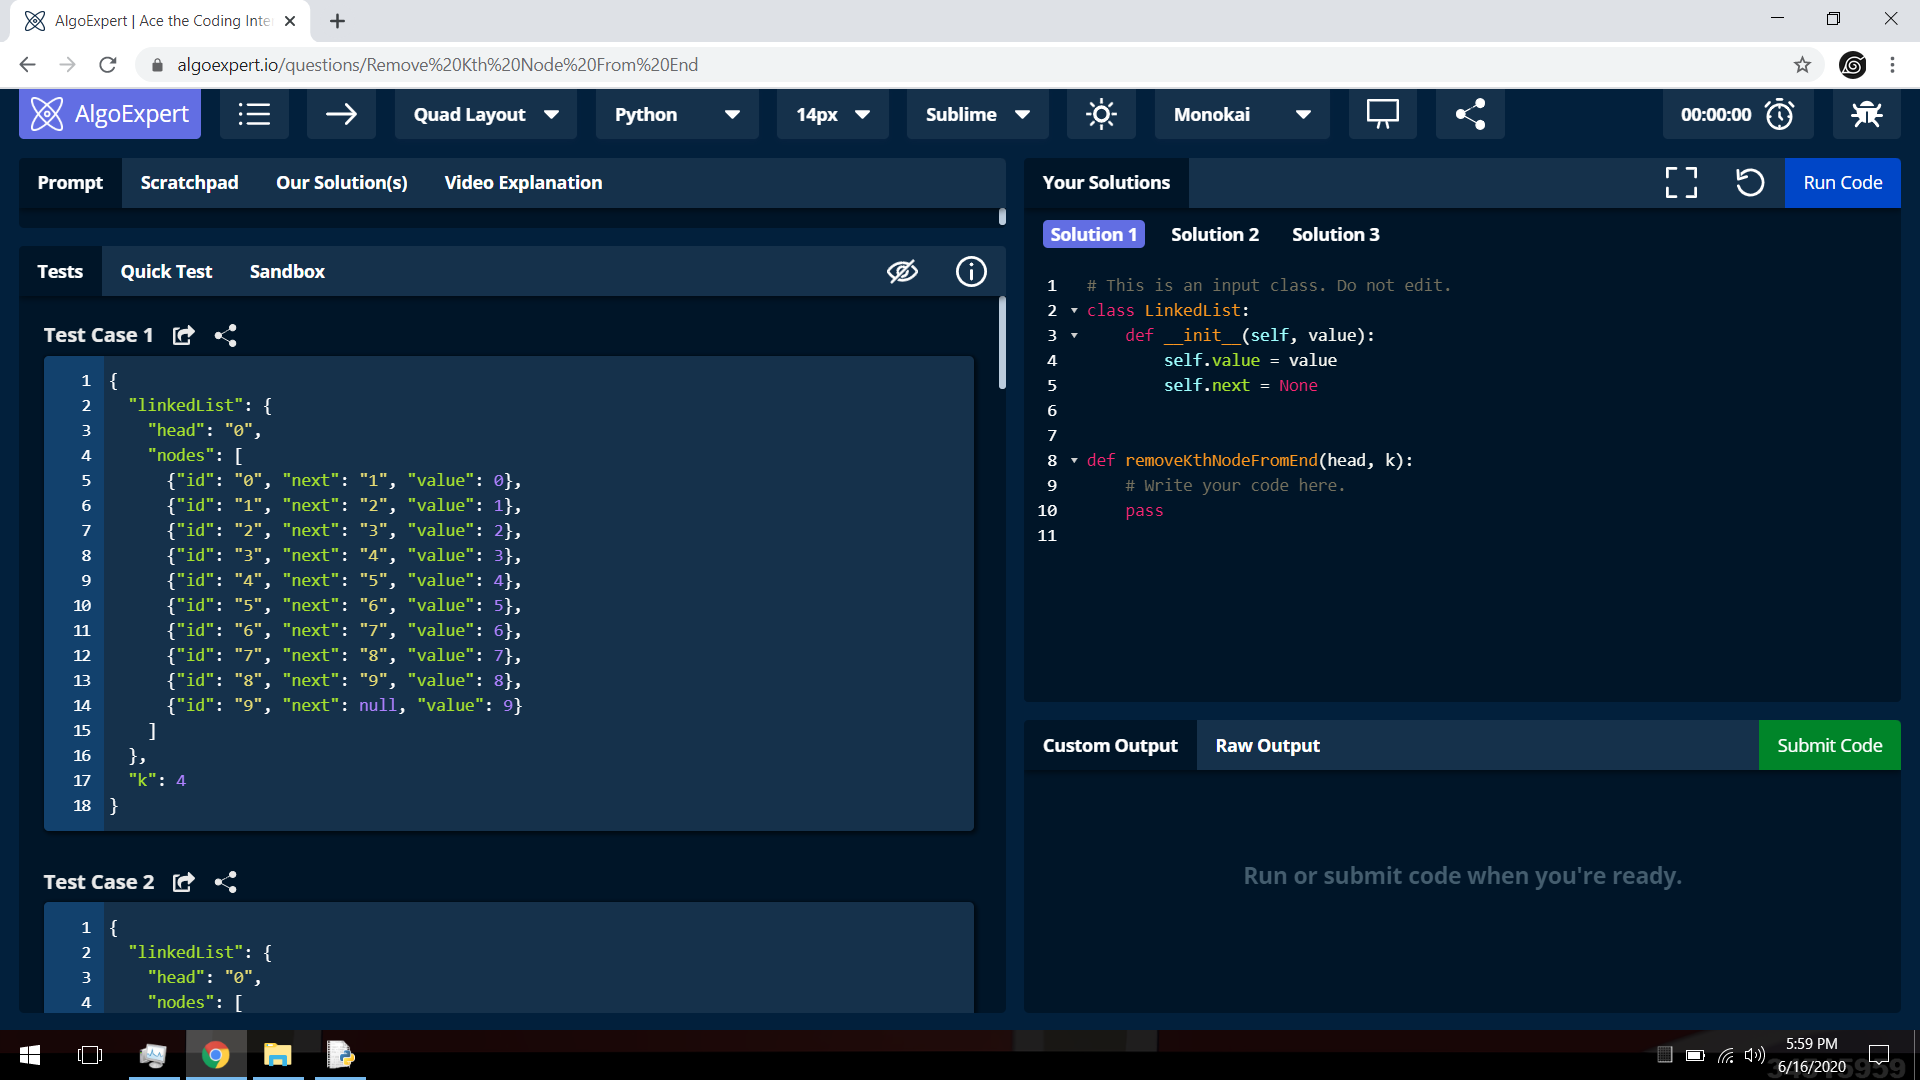 AlgoExpert | Ace the Coding Inte
algoexpert.io/questions/Remove%20Kth%20Node%20From%20End
AlgoExpert
Quad Layout
Python
14px
Sublime
Monokai
00:00:00
Prompt
Scratchpad
Our Solution(s)
Video Explanation
Tests
Quick Test
Sandbox
Test Case 1
1 {
2 "linkedList": {
3 "head": "0",
4 "nodes": [
5 {"id": "0", "next": "1", "value": 0},
6 {"id": "1", "next": "2", "value": 1},
7 {"id": "2", "next": "3", "value": 2},
8 {"id": "3", "next": "4", "value": 3},
9 {"id": "4", "next": "5", "value": 4},
10 {"id": "5", "next": "6", "value": 5},
11 {"id": "6", "next": "7", "value": 6},
12 {"id": "7", "next": "8", "value": 7},
13 {"id": "8", "next": "9", "value": 8},
14 {"id": "9", "next": null, "value": 9}
15 ]
16 },
17 "k": 4
18 }
Test Case 2
1 {
2 "linkedList": {
3 "head": "0",
4 "nodes": [
Your Solutions
Run Code
Solution 1
Solution 2
Solution 3
1 # This is an input class. Do not edit.
2 class LinkedList:
3 def __init__(self, value):
4 self.value = value
5 self.next = None
6
7
8 def removeKthNodeFromEnd(head, k):
9 # Write your code here.
10 pass
11
Custom Output
Raw Output
Submit Code
Run or submit code when you're ready.
5:59 PM
6/16/2020